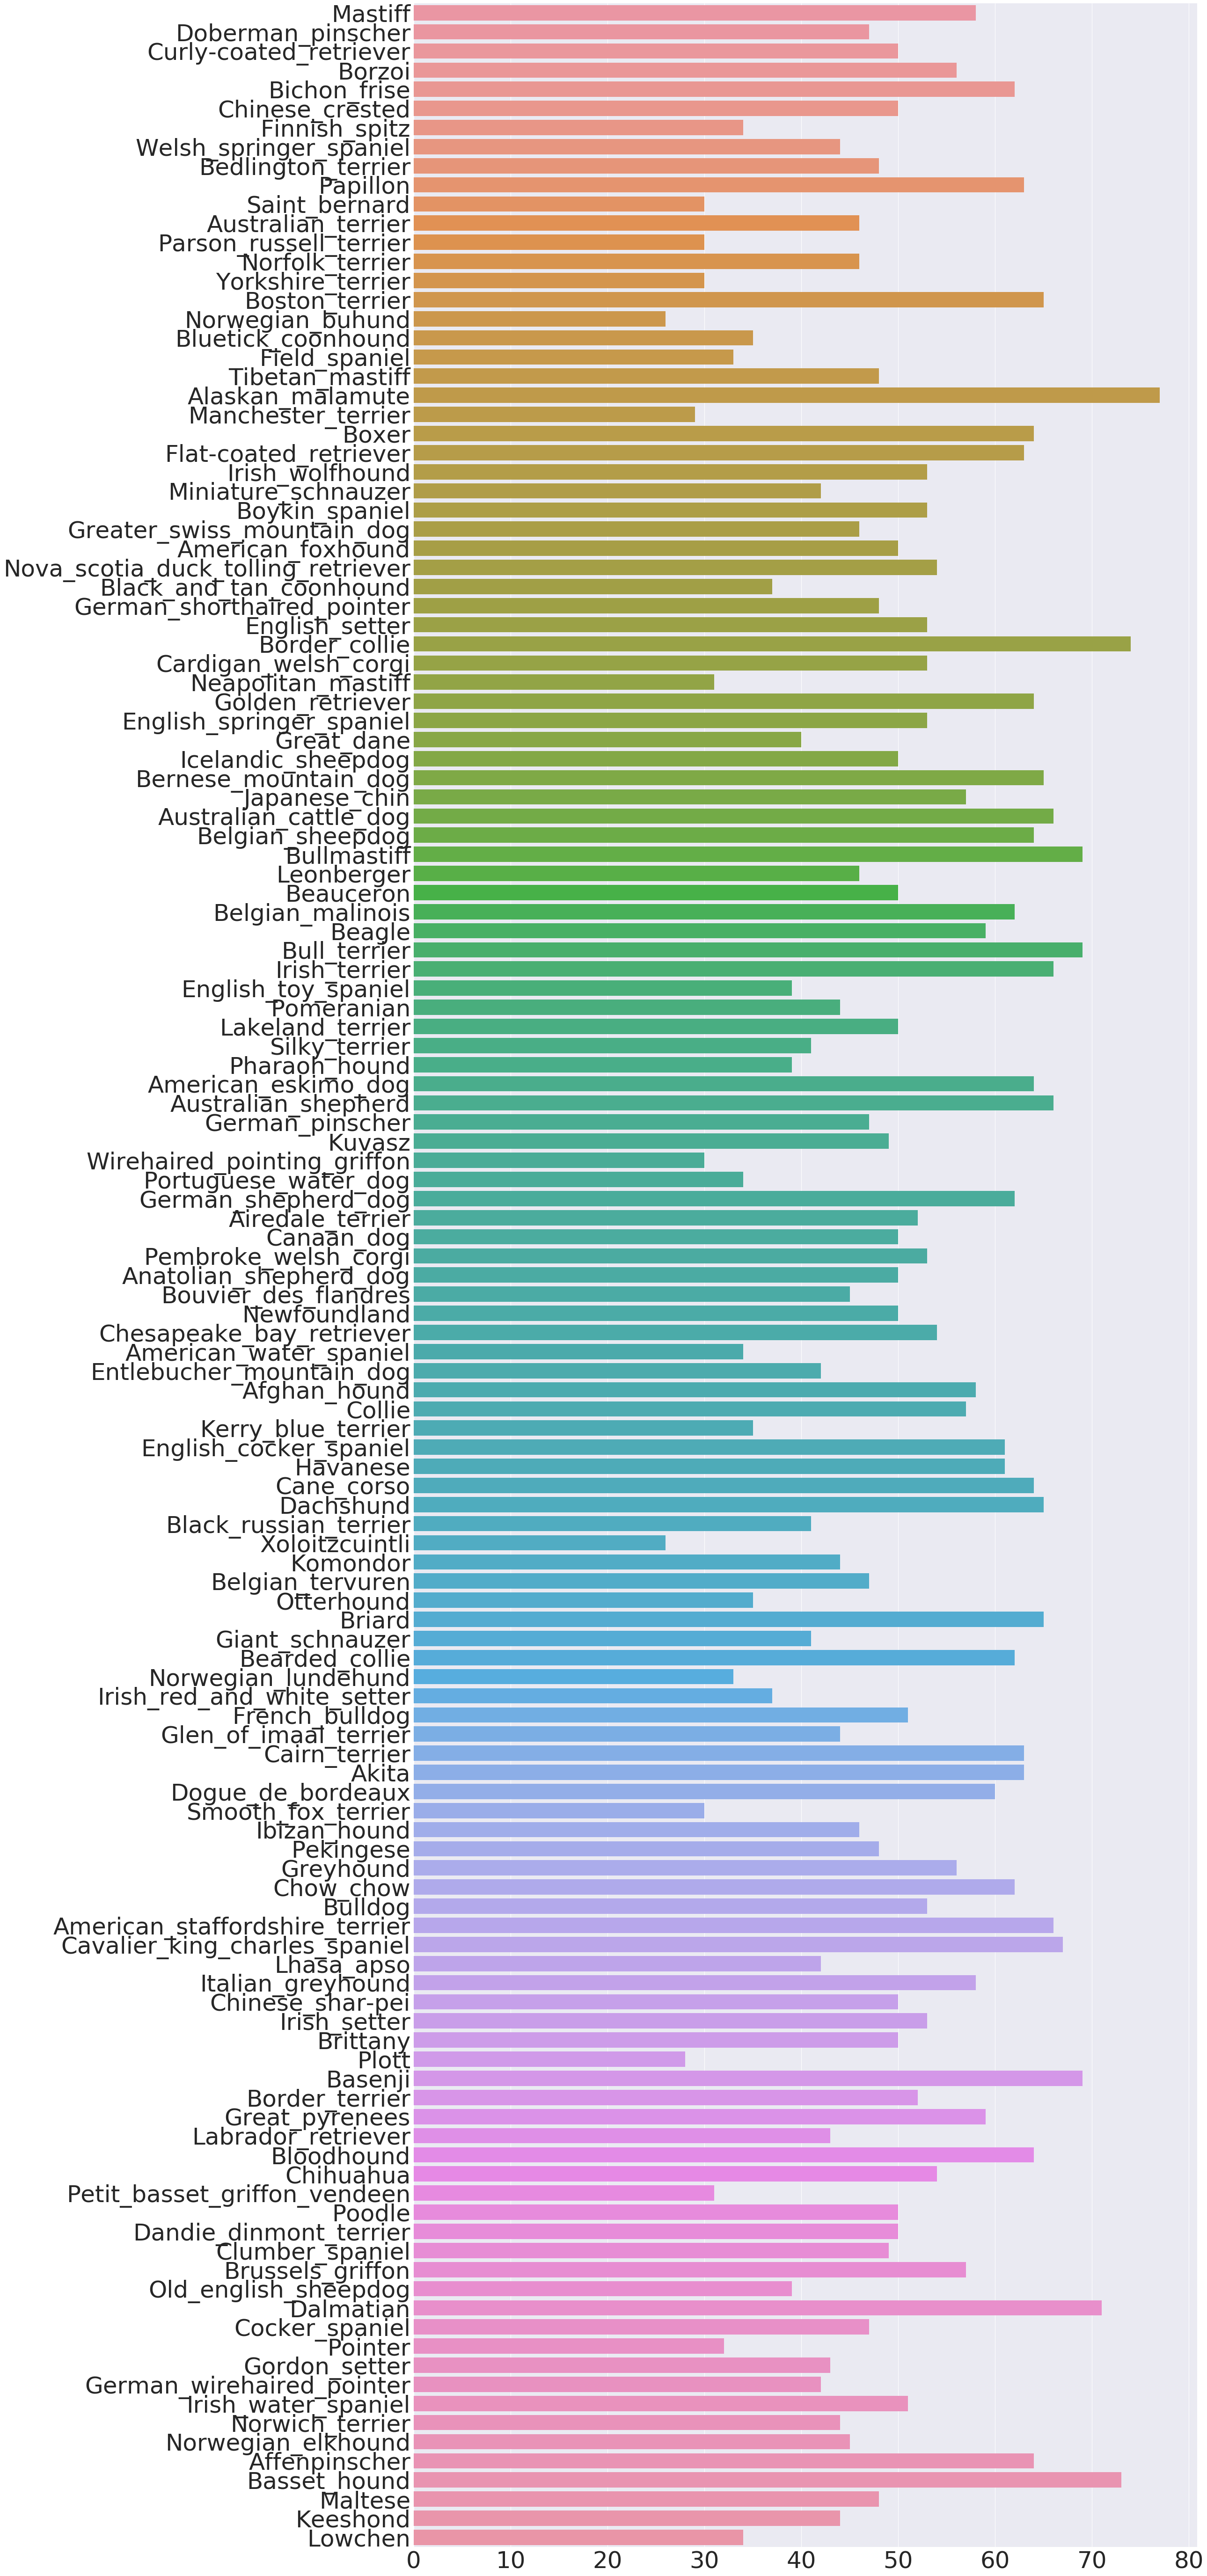 Mastiff
Doberman_pinscher
Curly-coated_retriever
Borzoi
Bichon_frise
Chinese_crested
Finnish_spitz
Welsh_springer_spaniel
Bedlington_terrier
Papillon
Saint_bernard
Australian_terrier
Parson_russell_terrier
Norfolk_terrier
Yorkshire_terrier
Boston_terrier
Norwegian_buhund
Bluetick_coonhound
Field_spaniel
Tibetan_mastiff
Alaskan_malamute
Manchester_terrier
Boxer
Flat-coated_retriever
Irish_wolfhound
Miniature_schnauzer
Boykin_spaniel
Greater_swiss_mountain_dog
American_foxhound
Nova_scotia_duck_tolling_retriever
Black_and_tan_coonhound
German_shorthaired_pointer
English_setter
Border_collie
Cardigan_welsh_corgi
Neapolitan_mastiff
Golden_retriever
English_springer_spaniel
Great_dane
Icelandic_sheepdog
Bernese_mountain_dog
Japanese_chin
Australian_cattle_dog
Belgian_sheepdog
Bullmastiff
Leonberger
Beauceron
Belgian_malinois
Beagle
Bull_terrier
Irish_terrier
English_toy_spaniel
Pomeranian
Lakeland_terrier
Silky_terrier
Pharaoh_hound
American_eskimo_dog
Australian_shepherd
German_pinscher
Kuvasz
Wirehaired_pointing_griffon
Portuguese_water_dog
German_shepherd_dog
Airedale_terrier
Canaan_dog
Pembroke_welsh_corgi
Anatolian_shepherd_dog
Bouvier_des_flandres
Newfoundland
Chesapeake_bay_retriever
American_water_spaniel
Entlebucher_mountain_dog
Afghan_hound
Collie
Kerry_blue_terrier
English_cocker_spaniel
Havanese
Cane_corso
Dachshund
Black_russian_terrier
Xoloitzcuintli
Komondor
Belgian_tervuren
Otterhound
Briard
Giant_schnauzer
Bearded_collie
Norwegian_lundehund
Irish_red_and_white_setter
French_bulldog
Glen_of_imaal_terrier
Cairn_terrier
Akita
Dogue_de_bordeaux
Smooth_fox_terrier
Ibizan_hound
Pekingese
Greyhound
Chow_chow
Bulldog
American_staffordshire_terrier
Cavalier_king_charles_spaniel
Lhasa_apso
Italian_greyhound
Chinese_shar-pei
Irish_setter
Brittany
Plott
Basenji
Border_terrier
Great_pyrenees
Labrador_retriever
Bloodhound
Chihuahua
Petit_basset_griffon_vendeen
Poodle
Dandie_dinmont_terrier
Clumber_spaniel
Brussels_griffon
Old_english_sheepdog
Dalmatian
Cocker_spaniel
Pointer
Gordon_setter
German_wirehaired_pointer
Irish_water_spaniel
Norwich_terrier
Norwegian_elkhound
Affenpinscher
Basset_hound
Maltese
Keeshond
Lowchen
0 10 20 30 40 50 60 70 80